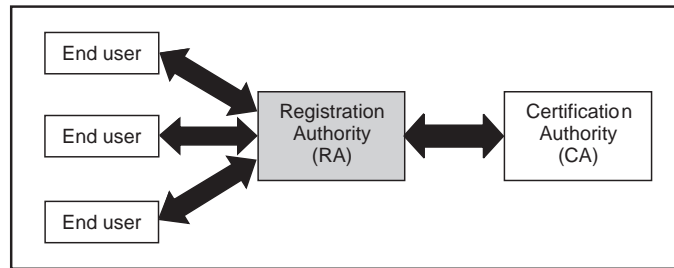 End user
End user
End user
Registration
Authority
(RA)
Certification
Authority
(CA)